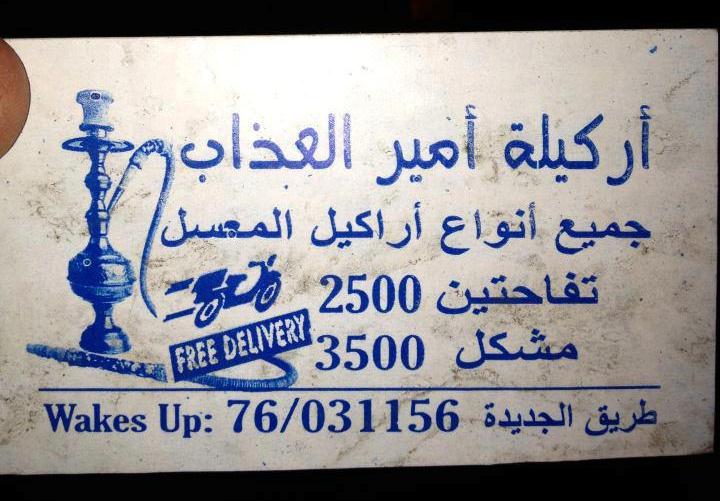 أركيلة أمير العذاب
جميع أنواع أراكيل المعسل
تفاحتين 2500
مشكل 3500
FREE DELIVERY
Wakes Up: 76/031156 طريق الجديدة